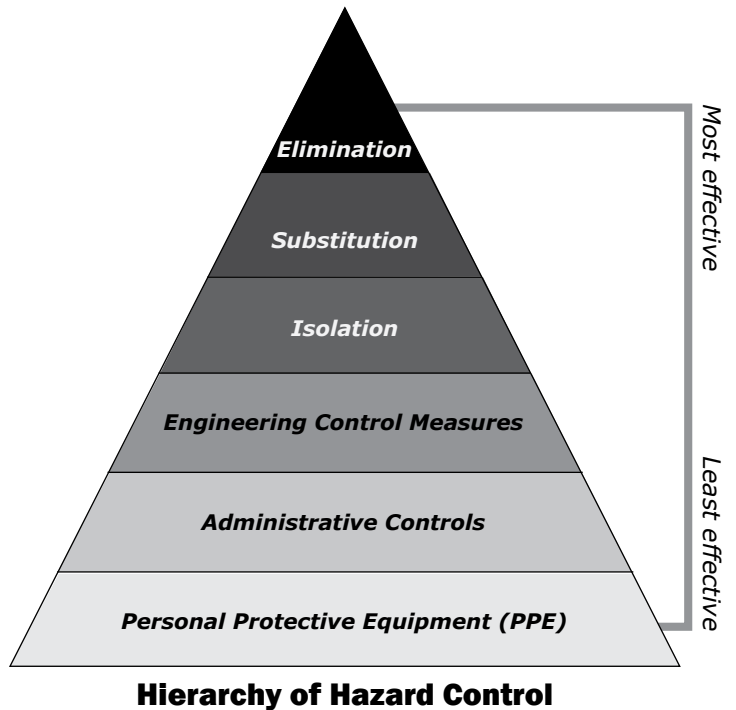 Elimination
Substitution
Isolation
Engineering Control Measures
Administrative Controls
Personal Protective Equipment (PPE)
Most effective
Least effective
Hierarchy of Hazard Control